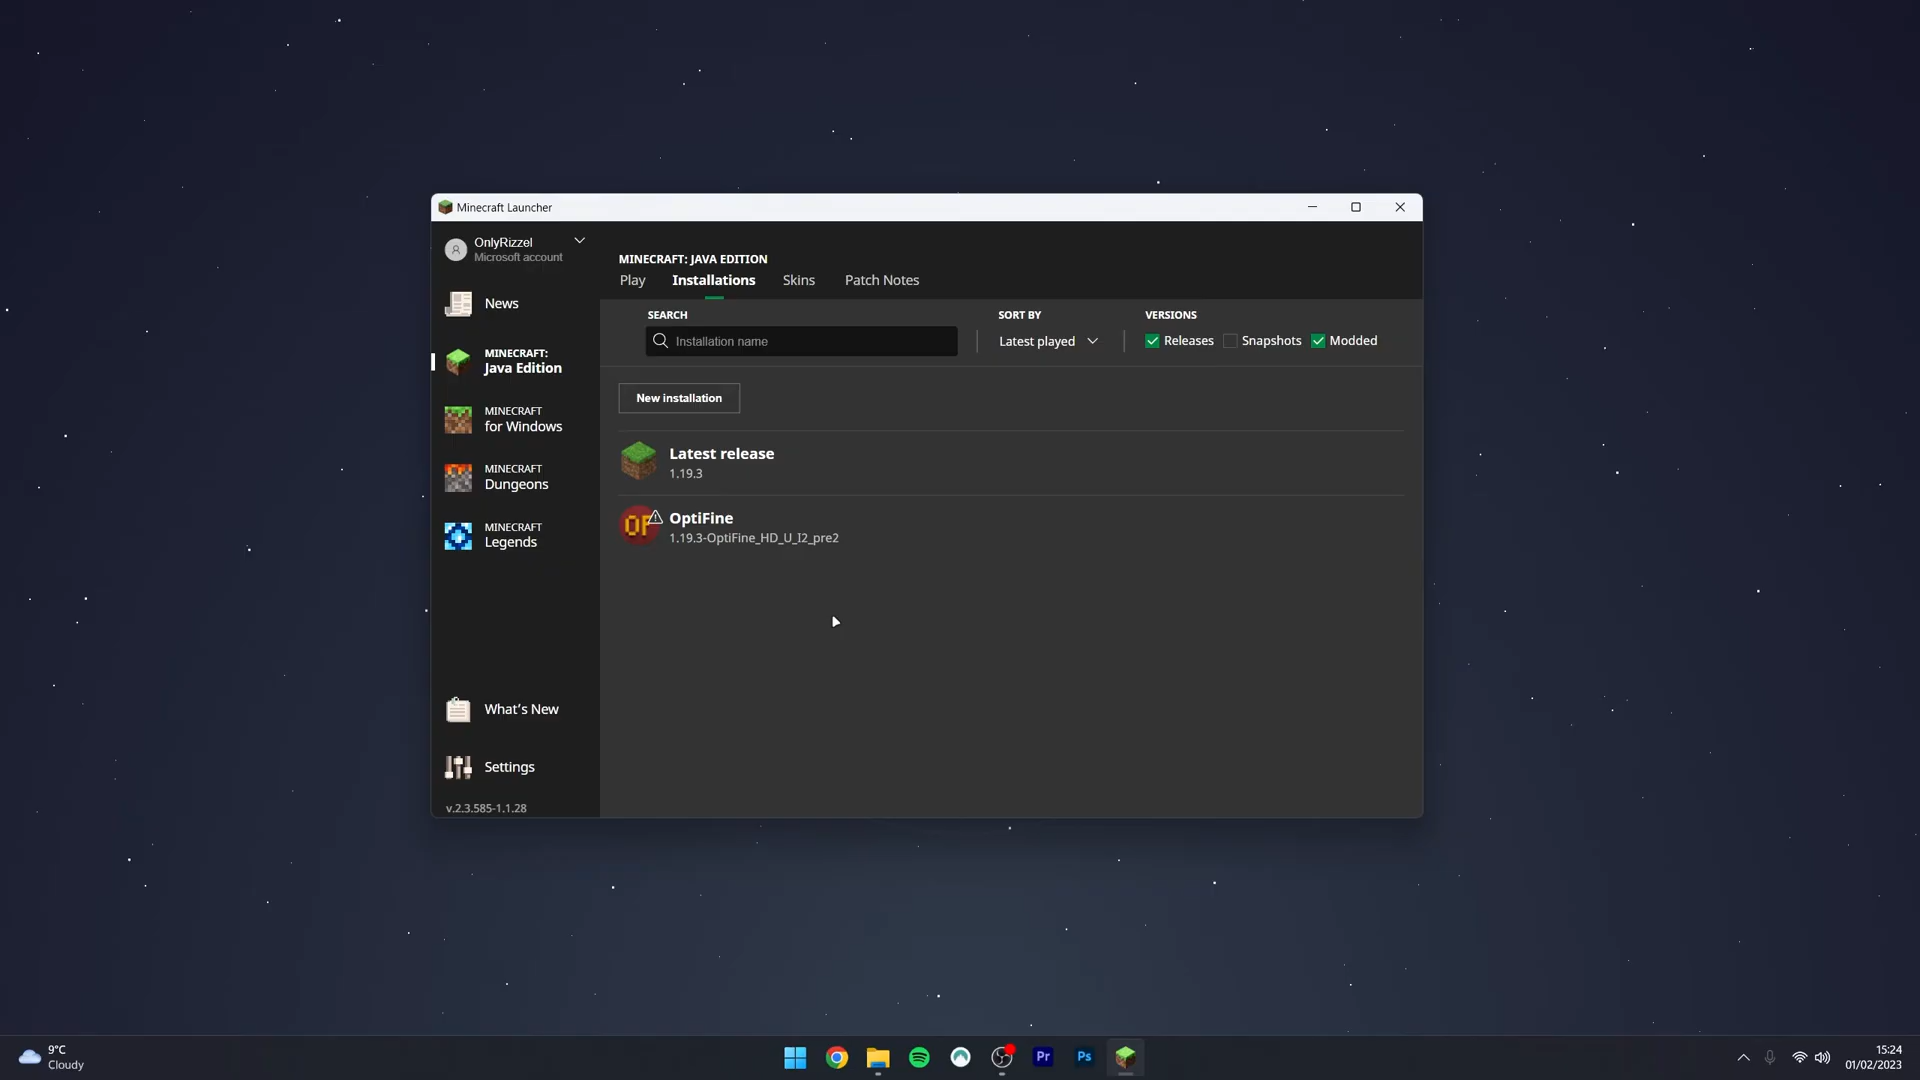 Minecraft Launcher
OnlyRizzel
Microsoft account
News
MINECRAFT:
Java Edition
MINECRAFT
for Windows
MINECRAFT
Dungeons
MINECRAFT
Legends
What's New
Settings
v.2.3.585-1.1.28
MINECRAFT: JAVA EDITION
Play Installations Skins Patch Notes
SEARCH SORT BY VERSIONS
Installation name Latest played Releases Snapshots Modded
New installation
Latest release
1.19.3
OF OptiFine
1.19.3-OptiFine_HD_U_I2_pre2
9°C
Cloudy
Pr Ps
15:24
01/02/2023